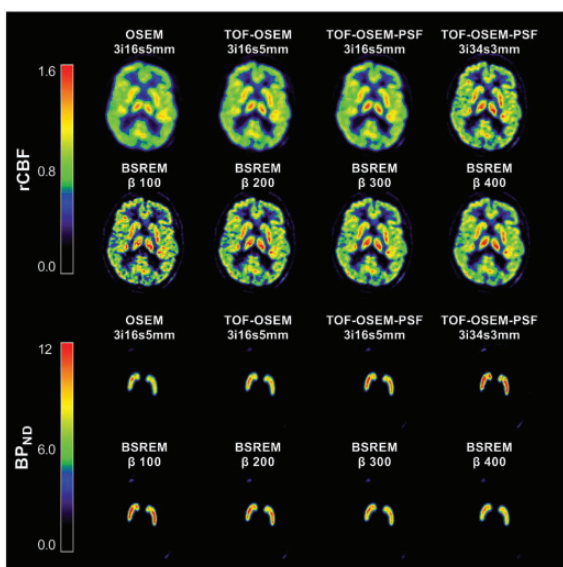 OSEM TOF-OSEM TOF-OSEM-PSF TOF-OSEM-PSF
3i16s5mm 3i16s5mm 3i16s5mm 3i34s3mm
1.6
0.8
0.0
rCBF
BSREM BSREM BSREM BSREM
β 100 β 200 β 300 β 400
OSEM TOF-OSEM TOF-OSEM-PSF TOF-OSEM-PSF
3i16s5mm 3i16s5mm 3i16s5mm 3i34s3mm
12
6.0
0.0
BPND
BSREM BSREM BSREM BSREM
β 100 β 200 β 300 β 400